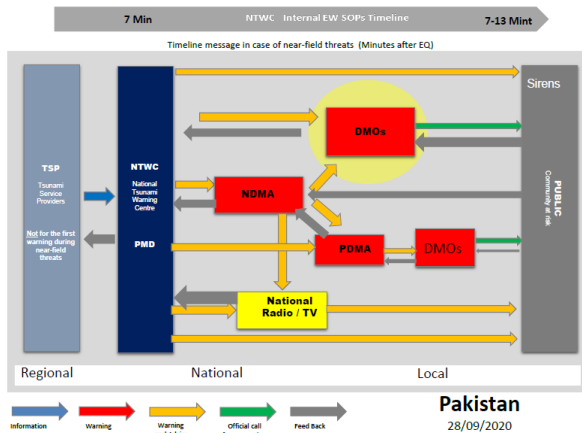 7 Min
NTWC Internal EW SOPs Timeline
7-13 Mint
Timeline message in case of near-field threats (Minutes after EQ)
Sirens
DMOs
TSP
Tsunami
Service
Providers
Not for the first
warning during
near-field
threats
NTWC
National
Tsunami
Warning
Centre
PMD
NDMA
PUBLIC
Community at risk
PDMA
DMOs
National
Radio / TV
Regional
National
Local
Information
Warning
Warning
Official call
Feed Back
Pakistan
28/09/2020